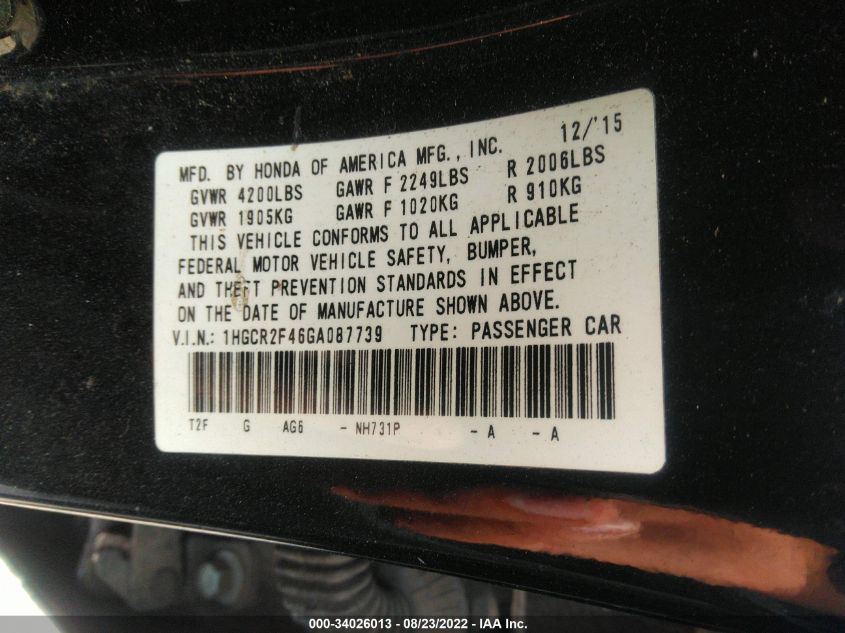 MFD. BY HONDA OF AMERICA MFG., INC. 12/'15
GVWR 4200LBS GAWR F 2249LBS R 2006LBS
GVWR 1905KG GAWR F 1020KG R 910KG
THIS VEHICLE CONFORMS TO ALL APPLICABLE
FEDERAL MOTOR VEHICLE SAFETY, BUMPER,
AND THEFT PREVENTION STANDARDS IN EFFECT
ON THE DATE OF MANUFACTURE SHOWN ABOVE.
V.I.N.: 1HGCR2F46GA087739 TYPE: PASSENGER CAR
T2F G AG6 - NH731P - A - A
000-34026013 - 08/23/2022 - IAA Inc.